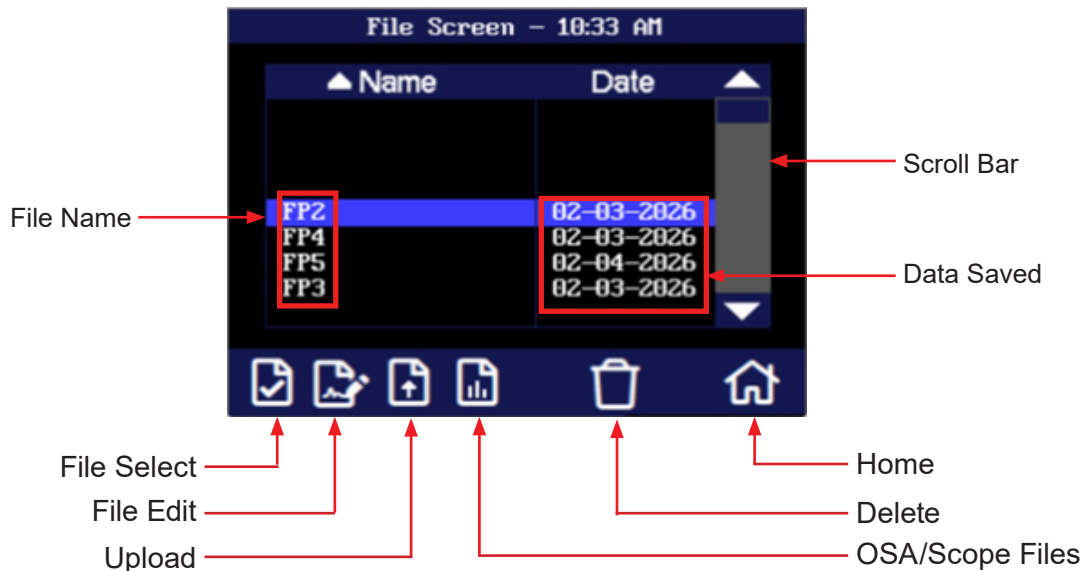 File Screen - 10:33 AM
Name Date
Scroll Bar
File Name
FP2 02-03-2026
FP4 02-03-2026
FP5 02-04-2026
FP3 02-03-2026
Data Saved
File Select
File Edit
Upload
Home
Delete
OSA/Scope Files